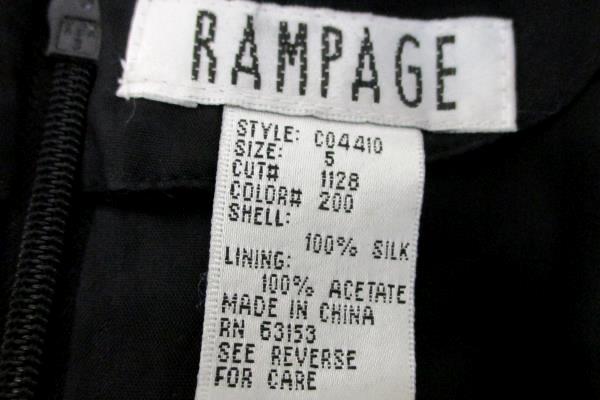 RAMPAGE
STYLE: C04410
SIZE: 5
CUT# 1128
COLOR# 200
SHELL:
100% SILK
LINING:
100% ACETATE
MADE IN CHINA
RN 63153
SEE REVERSE
FOR CARE